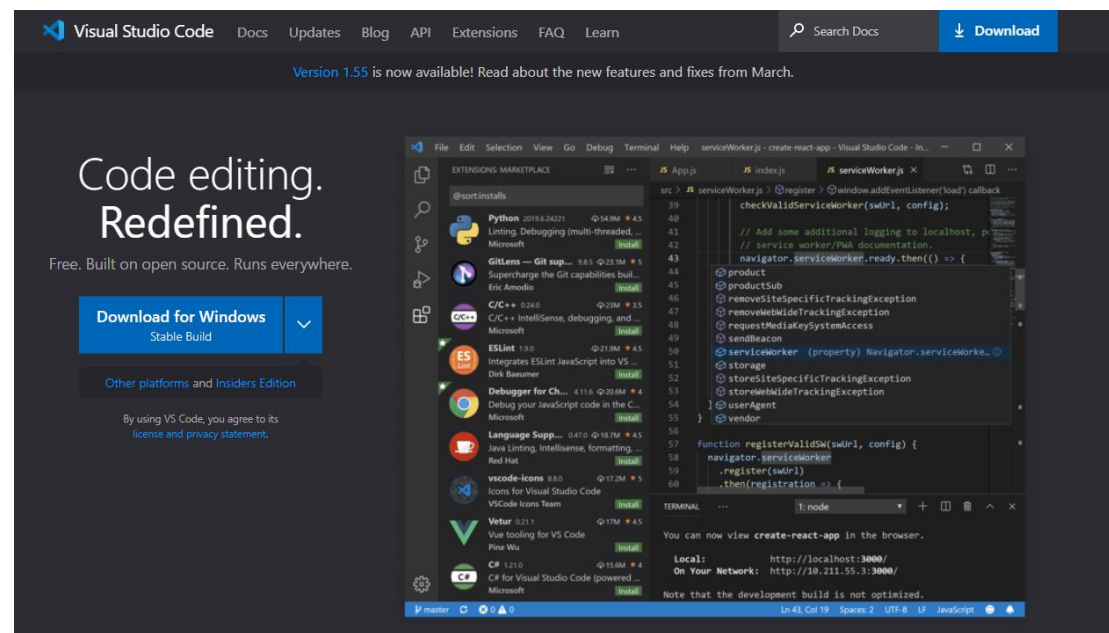 Visual Studio Code Docs Updates Blog API Extensions FAQ Learn Search Docs Download
Version 1.55 is now available! Read about the new features and fixes from March.
Code editing.
Redefined.
Free. Built on open source. Runs everywhere.
Download for Windows
Stable Build
Other platforms and Insiders Edition
By using VS Code, you agree to its
license and privacy statement.
File Edit Selection View Go Debug Terminal Help serviceWorker.js - create-react-app - Visual Studio Code - In...
EXTENSIONS: MARKETPLACE ...
@sort:installs
Python 2019.6.24221 54.9M 4.5
Linting, Debugging (multi-threaded, ...
Microsoft Install
GitLens — Git sup... 9.8.5 23.1M 5
Supercharge the Git capabilities buil...
Eric Amodio Install
C/C++ C/C++ 0.24.0 23M 3.5
C/C++ IntelliSense, debugging, and ...
Microsoft Install
ES Lint ESLint 1.9.0 21.9M 4.5
Integrates ESLint JavaScript into VS ...
Dirk Baeumer Install
Debugger for Ch... 4.11.6 20.6M 4
Debug your JavaScript code in the C...
Microsoft Install
Language Supp... 0.47.0 18.7M 4.5
Java Linting, Intellisense, formatting, ...
Red Hat Install
vscode-icons 8.8.0 17.2M 5
Icons for Visual Studio Code
VSCode Icons Team Install
Vetur 0.21.1 17M 4.5
Vue tooling for VS Code
Pine Wu Install
C# C# 1.21.0 15.6M 4
C# for Visual Studio Code (powered ...
Microsoft Install
JS App.js JS index.js JS serviceWorker.js ...
src > JS serviceWorker.js > register > window.addEventListener('load') callback
39 checkValidServiceWorker(swUrl, config);
40
41 // Add some additional logging to localhost,
42 // service worker/PWA documentation.
43 navigator.serviceWorker.ready.then(() => {
44 product
45 productSub
46 removeSiteSpecificTrackingException
47 removeWebWideTrackingException
48 requestMediaKeySystemAccess
49 sendBeacon
50 serviceWorker (property) Navigator.serviceWorke...
51 storage
52 storeSiteSpecificTrackingException
53 storeWebWideTrackingException
54 ] userAgent
55 } vendor
56
57 function registerValidSW(swUrl, config) {
58 navigator.serviceWorker
59 .register(swUrl)
60 .then(registration => {
TERMINAL ... 1: node
You can now view create-react-app in the browser.
Local: http://localhost:3000/
On Your Network: http://10.211.55.3:3000/
Note that the development build is not optimized.
master 0 0 Ln 43, Col 19 Spaces: 2 UTF-8 LF JavaScript